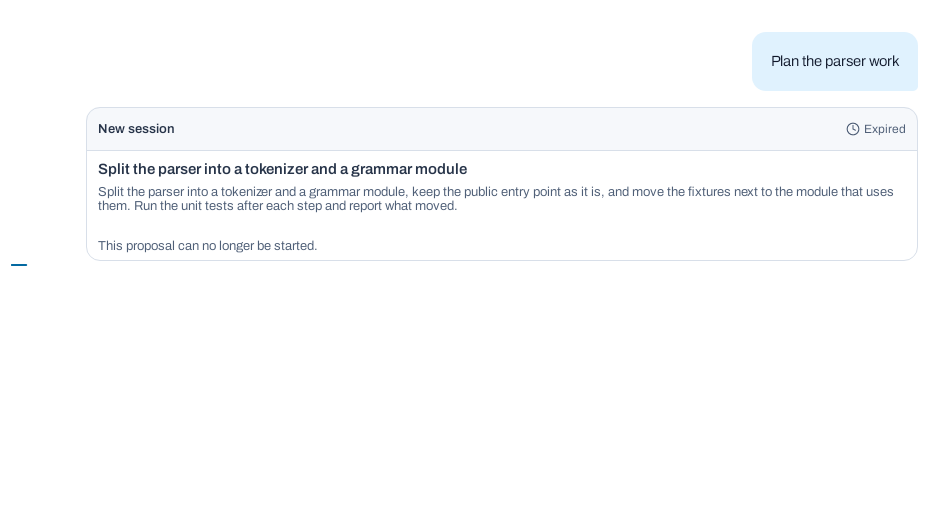 Plan the parser work
New session
Expired
Split the parser into a tokenizer and a grammar module
Split the parser into a tokenizer and a grammar module, keep the public entry point as it is, and move the fixtures next to the module that uses
them. Run the unit tests after each step and report what moved.
This proposal can no longer be started.